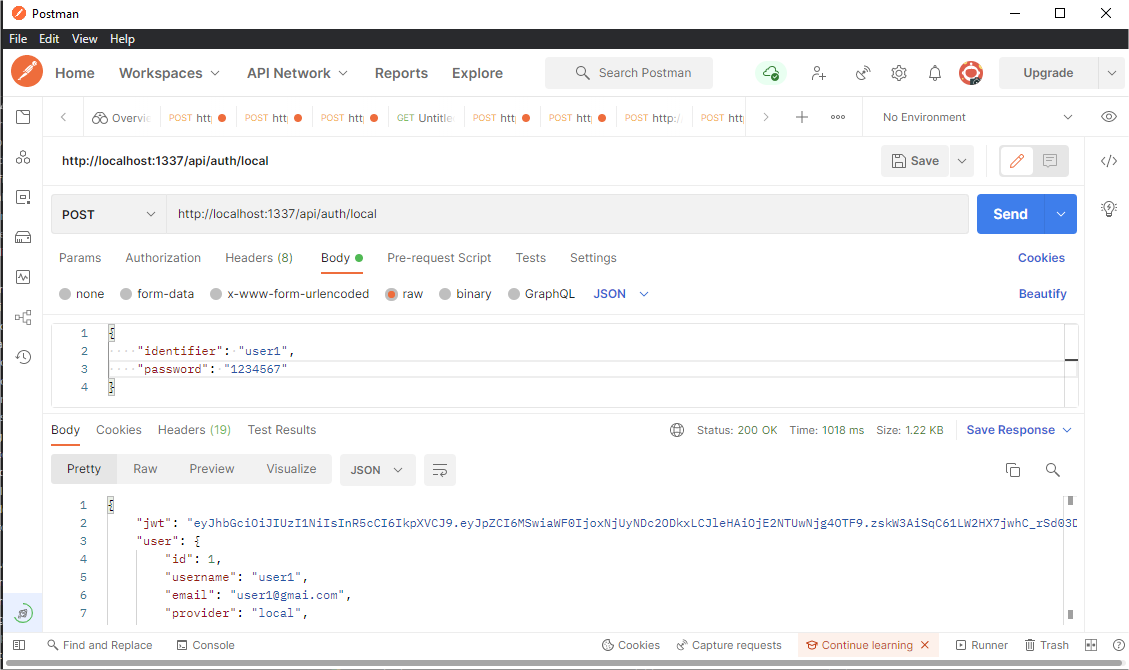 Postman
File Edit View Help
Home Workspaces API Network Reports Explore Search Postman Upgrade
Overvi POST htt POST htt POST htt GET Untitle POST htt POST htt POST http:/ POST htt No Environment
http://localhost:1337/api/auth/local Save
POST http://localhost:1337/api/auth/local Send
Params Authorization Headers (8) Body Pre-request Script Tests Settings Cookies
none form-data x-www-form-urlencoded raw binary GraphQL JSON Beautify
1 {
2 "identifier": "user1",
3 "password": "1234567"
4 }
Body Cookies Headers (19) Test Results Status: 200 OK Time: 1018 ms Size: 1.22 KB Save Response
Pretty Raw Preview Visualize JSON
1 {
2 "jwt": "eyJhbGciOiJIUzI1NiIsInR5cCI6IkpXVCJ9.eyJpZCI6MSwiaWF0IjoxNjUyNDc2ODkxLCJleHAiOjE2NTUwNjg4OTF9.zskW3AiSqC61LW2HX7jwhC_rSd03D
3 "user": {
4 "id": 1,
5 "username": "user1",
6 "email": "user1@gmai.com",
7 "provider": "local",
Find and Replace Console Cookies Capture requests Continue learning Runner Trash